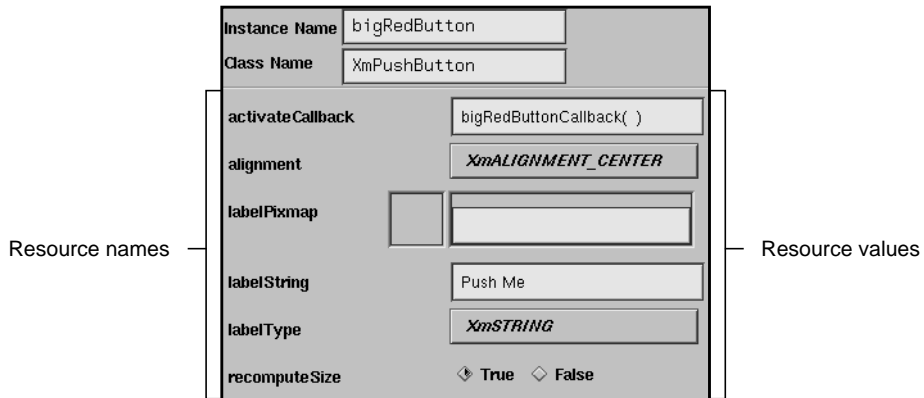 Instance Name bigRedButton
Class Name XmPushButton
activateCallback bigRedButtonCallback( )
alignment XmALIGNMENT_CENTER
labelPixmap
Resource names
Resource values
labelString Push Me
labelType XmSTRING
recomputeSize True False